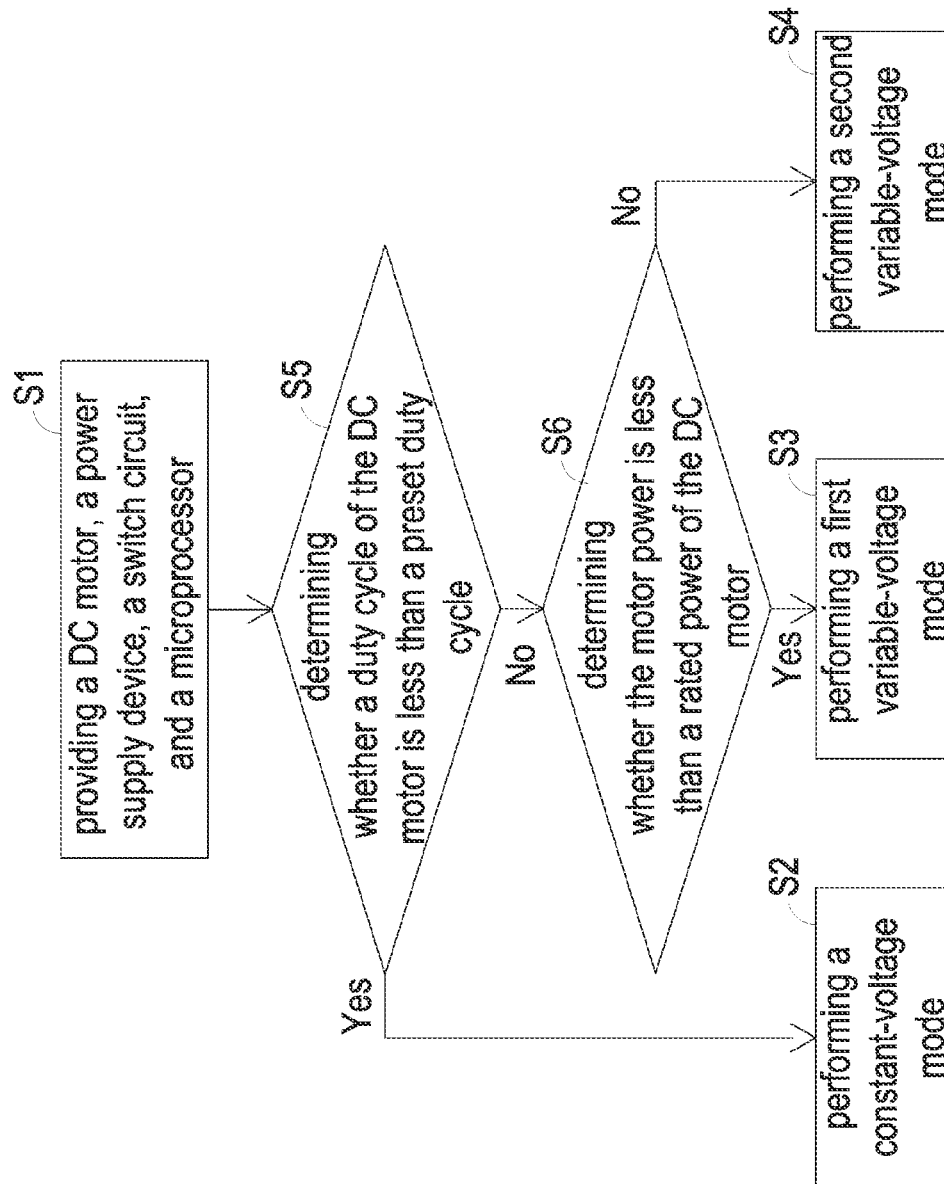 S1
providing a DC motor, a power
supply device, a switch circuit,
and a microprocessor
S5
determining
whether a duty cycle of the DC
motor is less than a preset duty
cycle
Yes
No
S6
determining
whether the motor power is less
than a rated power of the DC
motor
No
Yes
S2
performing a
constant-voltage
mode
S3
performing a first
variable-voltage
mode
S4
performing a second
variable-voltage
mode